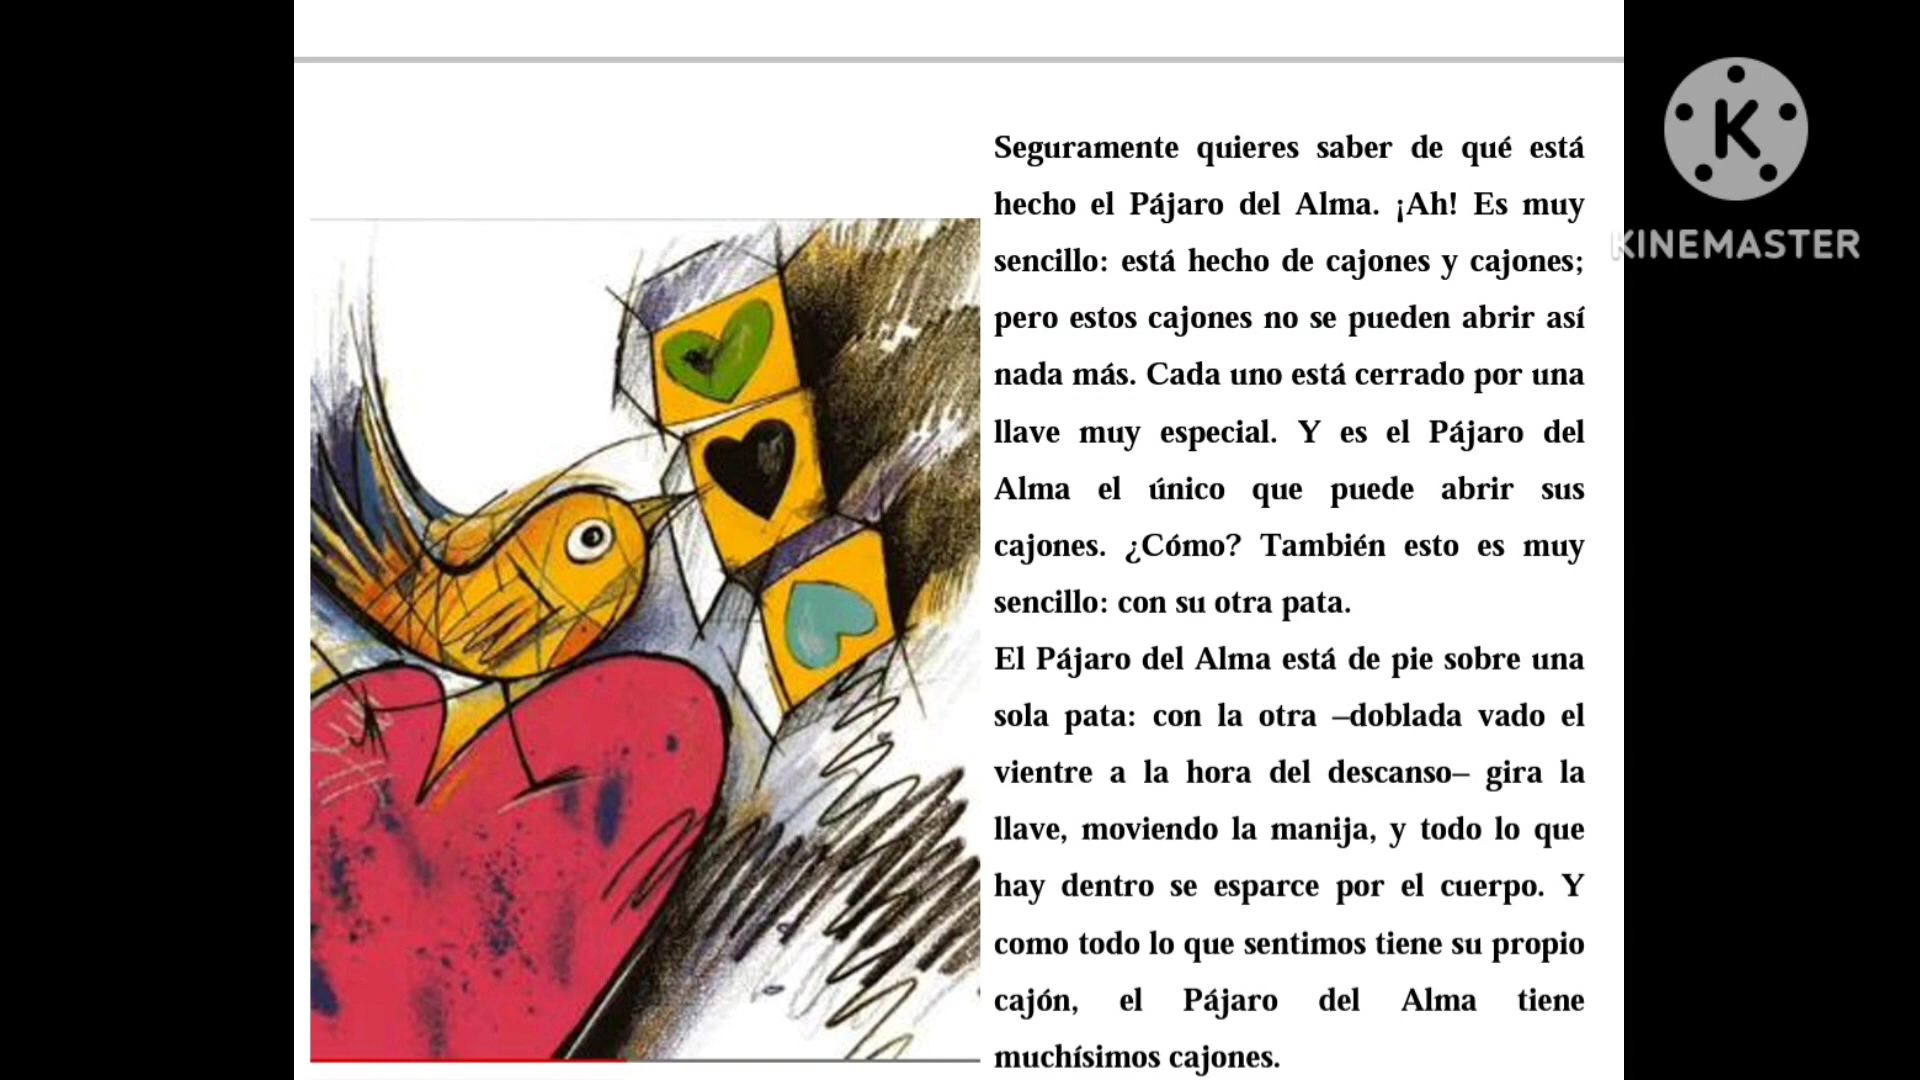 Seguramente quieres saber de qué está
hecho el Pájaro del Alma. ¡Ah! Es muy
sencillo: está hecho de cajones y cajones;
pero estos cajones no se pueden abrir así
nada más. Cada uno está cerrado por una
llave muy especial. Y es el Pájaro del
Alma el único que puede abrir sus
cajones. ¿Cómo? También esto es muy
sencillo: con su otra pata.
El Pájaro del Alma está de pie sobre una
sola pata: con la otra –doblada vado el
vientre a la hora del descanso– gira la
llave, moviendo la manija, y todo lo que
hay dentro se esparce por el cuerpo. Y
como todo lo que sentimos tiene su propio
cajón, el Pájaro del Alma tiene
muchísimos cajones.
K
KINEMASTER